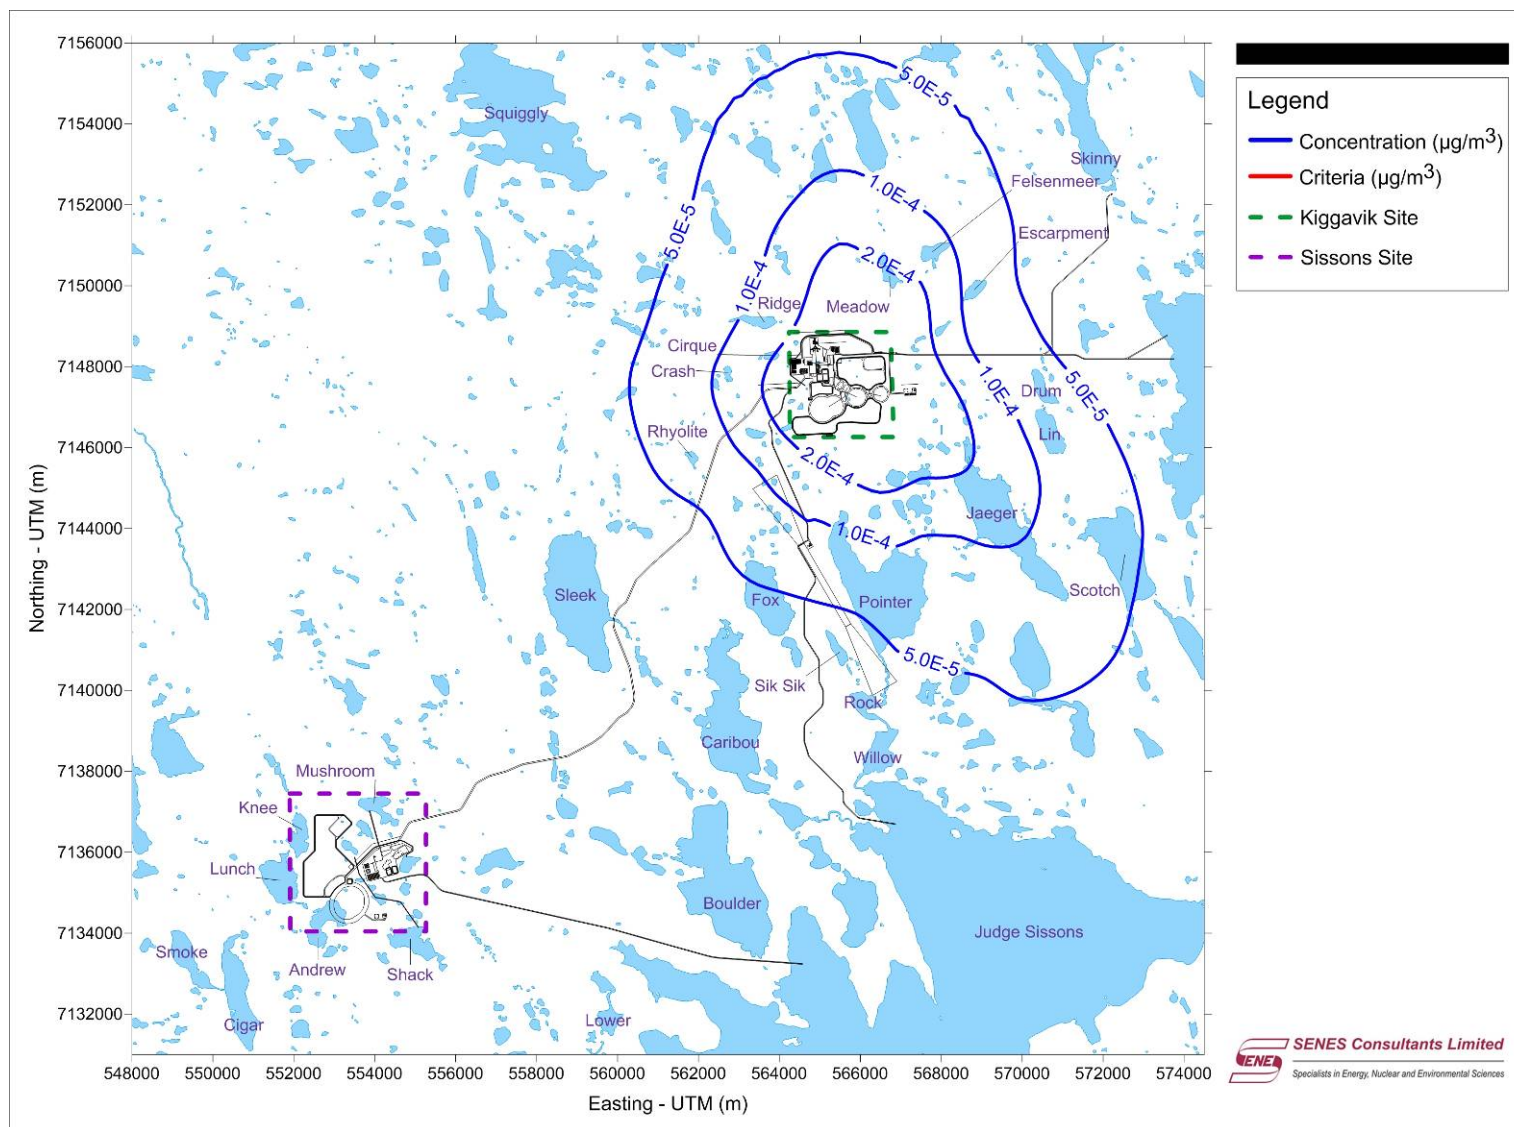 7156000
7154000
7152000
7150000
7148000
7146000
7144000
7142000
7140000
7138000
7136000
7134000
7132000
Northing - UTM (m)
548000 550000 552000 554000 556000 558000 560000 562000 564000 566000 568000 570000 572000 574000
Easting - UTM (m)
5.0E-5
Squiggly
Skinny
Felsenmeer
1.0E-4
5.0E-5
Escarpment
2.0E-4
1.0E-4
Ridge
Meadow
Cirque
Crash
Drum
5.0E-5
1.0E-4
Rhyolite
Lin
2.0E-4
Jaeger
1.0E-4
Sleek
Fox
Pointer
Scotch
5.0E-5
Sik Sik
Rock
Caribou
Willow
Mushroom
Knee
Lunch
Boulder
Judge Sissons
Smoke
Andrew
Shack
Cigar
Lower
Legend
Concentration (µg/m³)
Criteria (µg/m³)
Kiggavik Site
Sissons Site
SENES
SENES Consultants Limited
Specialists in Energy, Nuclear and Environmental Sciences